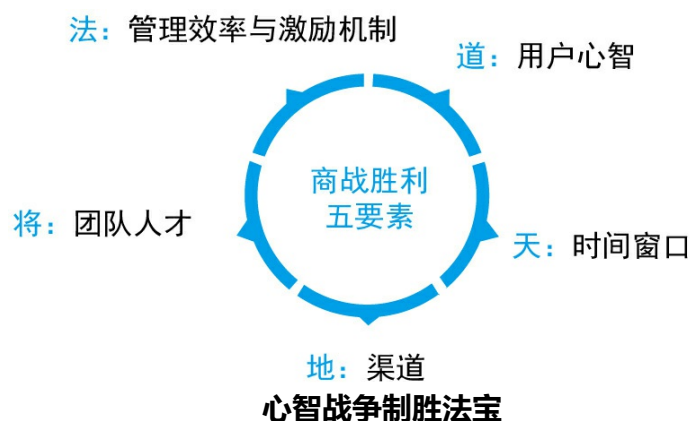 法：管理效率与激励机制
道：用户心智
商战胜利
五要素
将：团队人才
天：时间窗口
地：渠道
心智战争制胜法宝